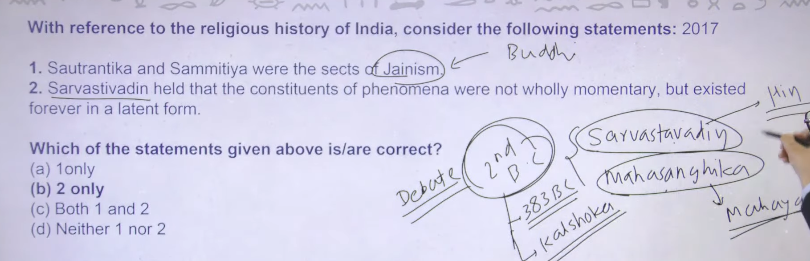 With reference to the religious history of India, consider the following statements: 2017
Buddh
1. Sautrantika and Sammitiya were the sects of Jainism.
2. Sarvastivadin held that the constituents of phenomena were not wholly momentary, but existed
forever in a latent form.
Hin
Which of the statements given above is/are correct?
(a) 1only
(b) 2 only
(c) Both 1 and 2
(d) Neither 1 nor 2
Debate
2nd
B.C
383BC
Kalshoka
Sarvastavadin
Mahasanghika
Mahaya